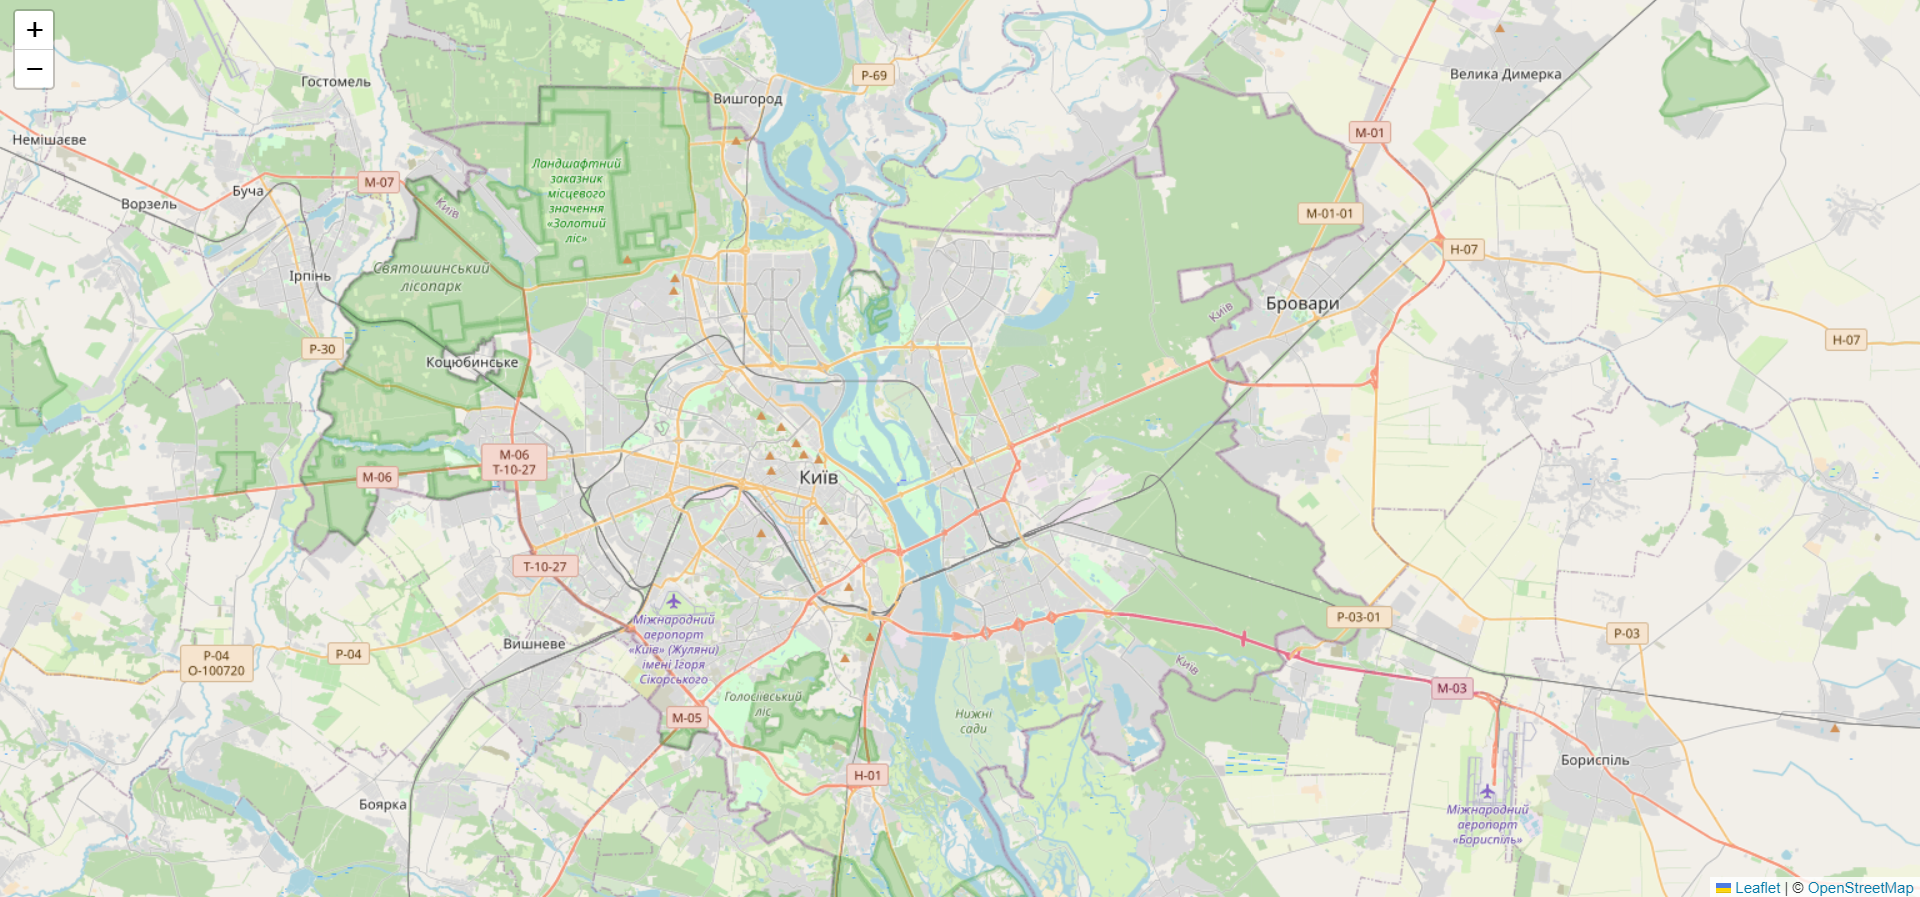 +
−
Гостомель
Р-69
Велика Димерка
Вишгород
М-01
Немішаєве
Ландшафтний
заказник
місцевого
значення
«Золотий
ліс»
М-07
Буча
Ворзель
Київ
М-01-01
Н-07
Святошинський
лісопарк
Ірпінь
Бровари
Київ
Н-07
Р-30
Коцюбинське
М-06
Т-10-27
М-06
Київ
Т-10-27
Міжнародний
аеропорт
«Київ» (Жуляни)
імені Ігоря
Сікорського
Р-03-01
Р-03
Вишневе
Р-04
Р-04
О-100720
Київ
М-03
Голосіївський
ліс
М-05
Нижні
сади
Бориспіль
Н-01
Боярка
Міжнародний
аеропорт
«Бориспіль»
Leaflet | © OpenStreetMap